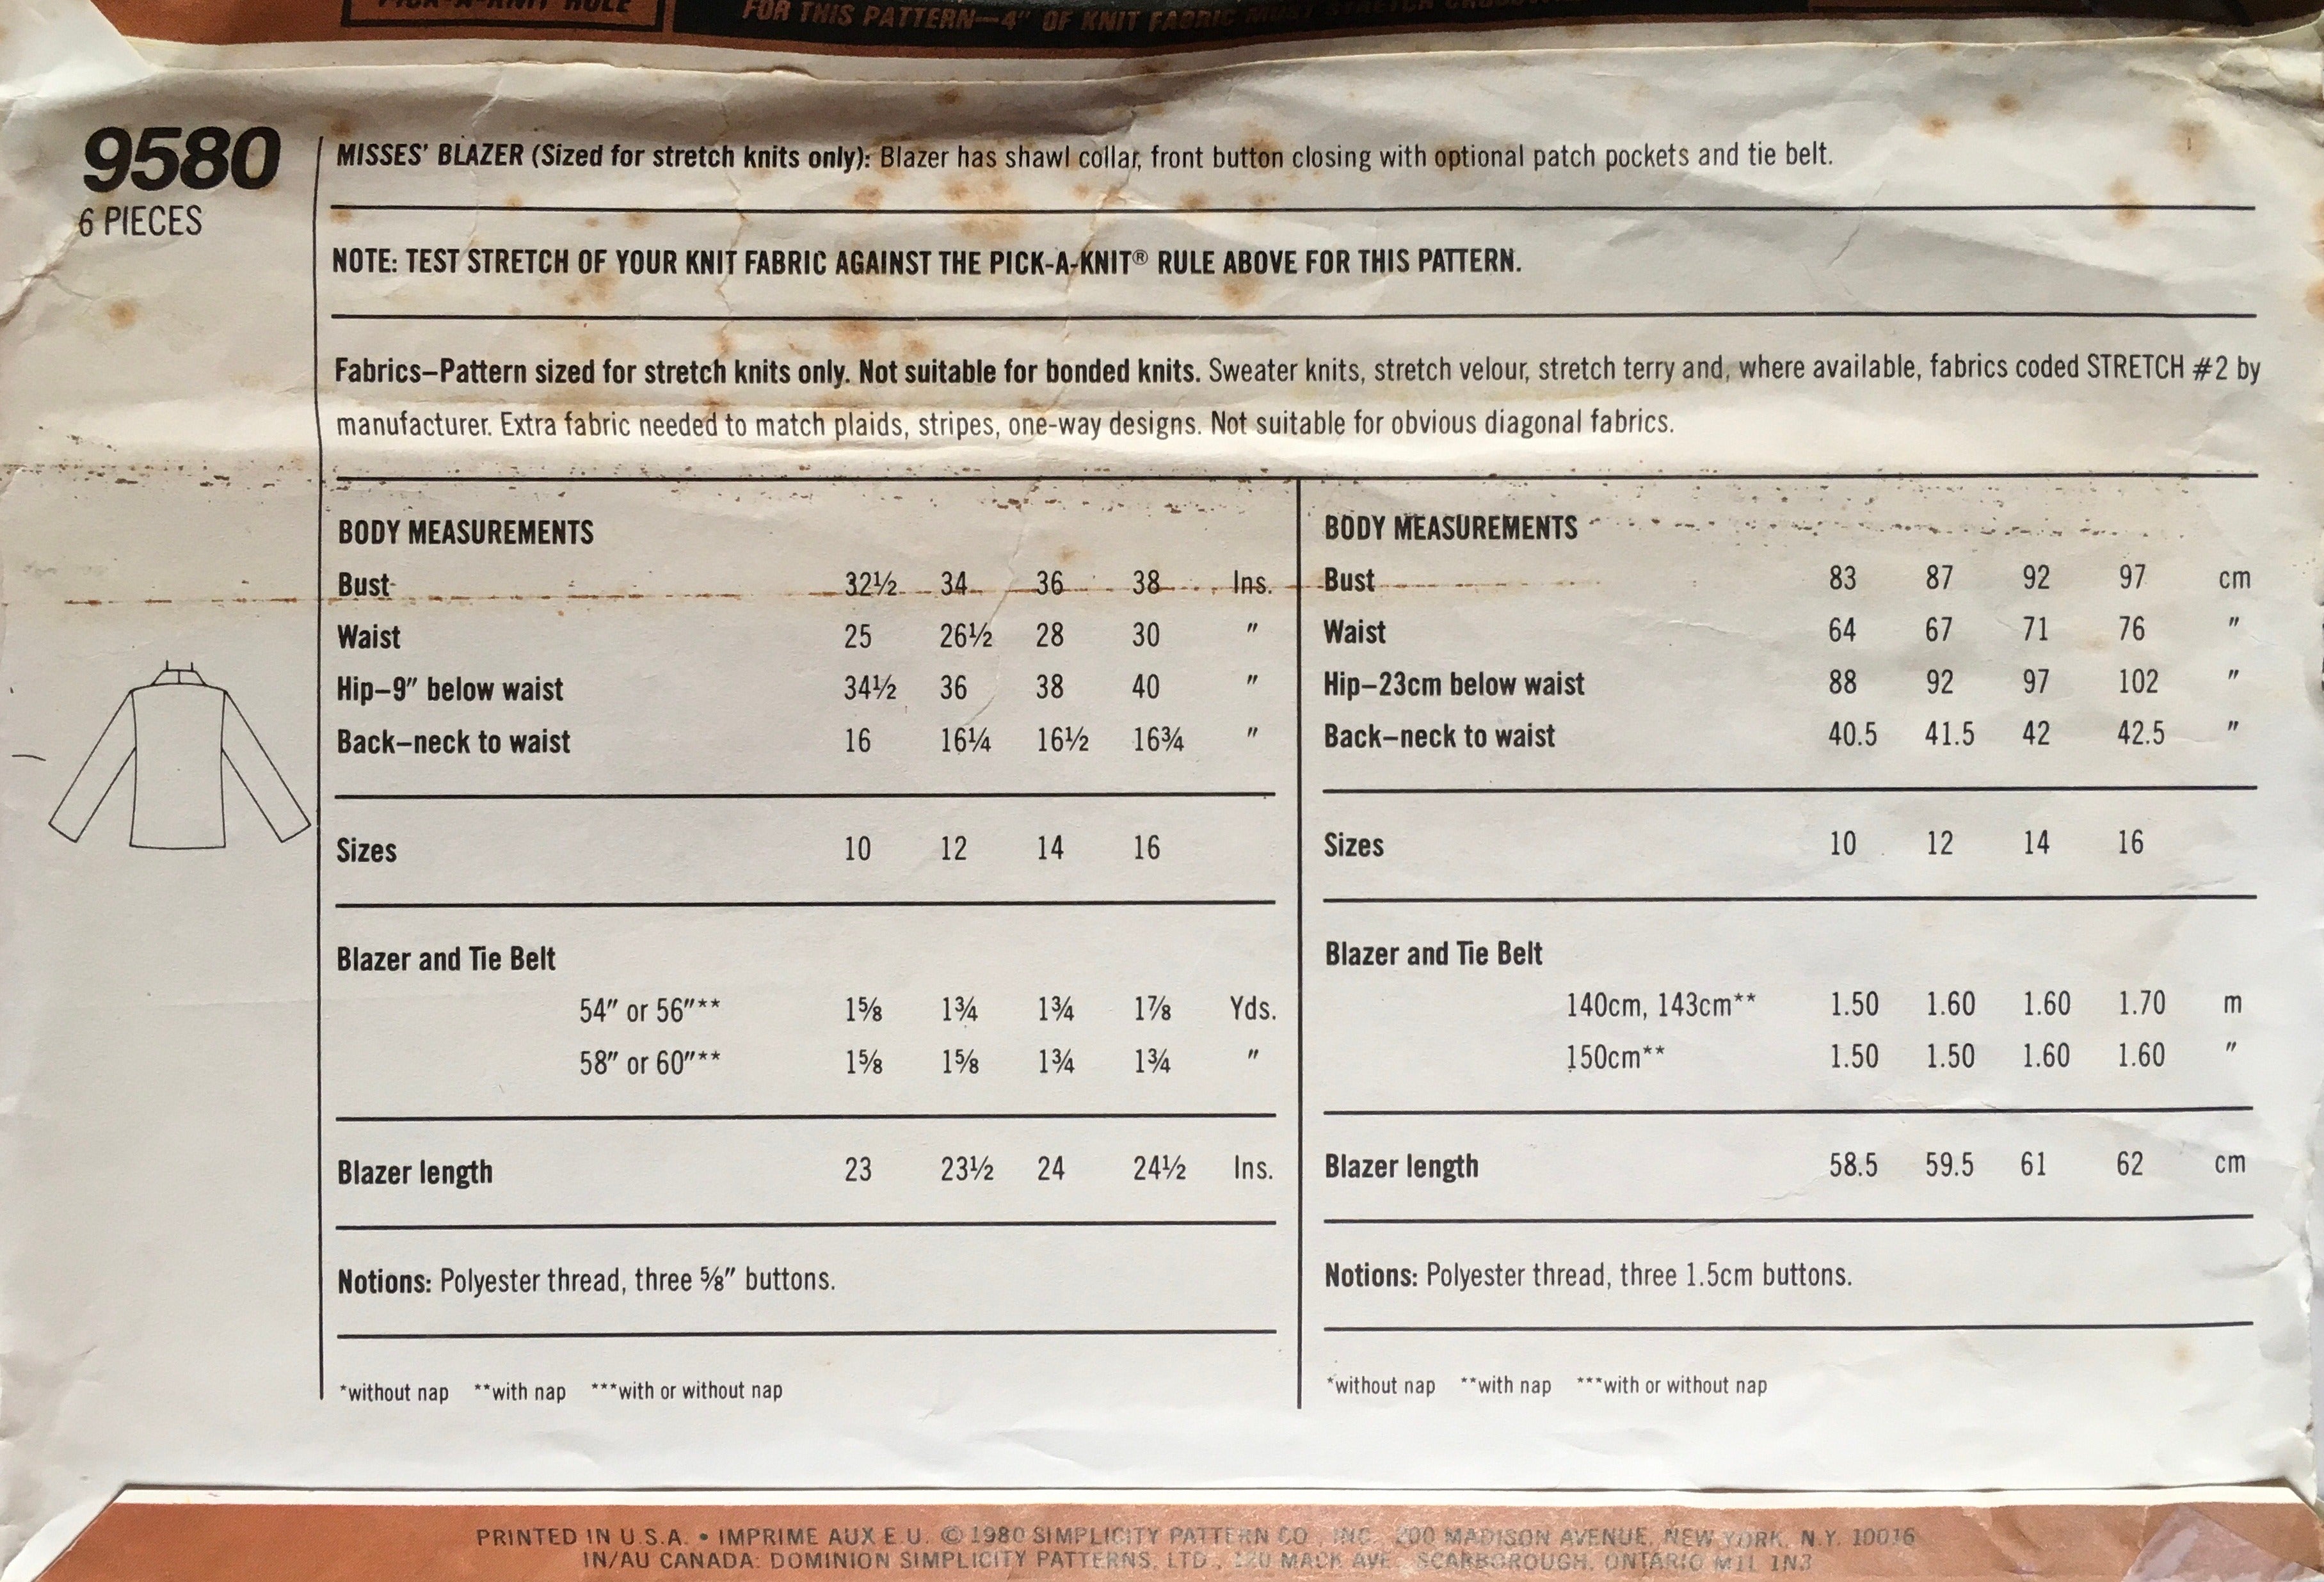 PICK-A-KNIT RULE
FOR THIS PATTERN—4" OF KNIT FABRIC MUST STRETCH
9580
6 PIECES
MISSES' BLAZER (Sized for stretch knits only): Blazer has shawl collar, front button closing with optional patch pockets and tie belt.
NOTE: TEST STRETCH OF YOUR KNIT FABRIC AGAINST THE PICK-A-KNIT® RULE ABOVE FOR THIS PATTERN.
Fabrics–Pattern sized for stretch knits only. Not suitable for bonded knits. Sweater knits, stretch velour, stretch terry and, where available, fabrics coded STRETCH #2 by
manufacturer. Extra fabric needed to match plaids, stripes, one-way designs. Not suitable for obvious diagonal fabrics.
BODY MEASUREMENTS
Bust 32½ 34 36 38 Ins.
Waist 25 26½ 28 30 "
Hip–9" below waist 34½ 36 38 40 "
Back–neck to waist 16 16¼ 16½ 16¾ "
Sizes 10 12 14 16
Blazer and Tie Belt
54" or 56"** 1⅝ 1¾ 1¾ 1⅞ Yds.
58" or 60"** 1⅝ 1⅝ 1¾ 1¾ "
Blazer length 23 23½ 24 24½ Ins.
Notions: Polyester thread, three ⅝" buttons.
*without nap **with nap ***with or without nap
BODY MEASUREMENTS
Bust 83 87 92 97 cm
Waist 64 67 71 76 "
Hip–23cm below waist 88 92 97 102 "
Back–neck to waist 40.5 41.5 42 42.5 "
Sizes 10 12 14 16
Blazer and Tie Belt
140cm, 143cm** 1.50 1.60 1.60 1.70 m
150cm** 1.50 1.50 1.60 1.60 "
Blazer length 58.5 59.5 61 62 cm
Notions: Polyester thread, three 1.5cm buttons.
*without nap **with nap ***with or without nap
PRINTED IN U.S.A. • IMPRIME AUX E.U. © 1980 SIMPLICITY PATTERN CO. INC. 200 MADISON AVENUE, NEW YORK, N.Y. 10016
IN/AU CANADA: DOMINION SIMPLICITY PATTERNS, LTD., 120 MACK AVE. SCARBOROUGH, ONTARIO M1L 1N3